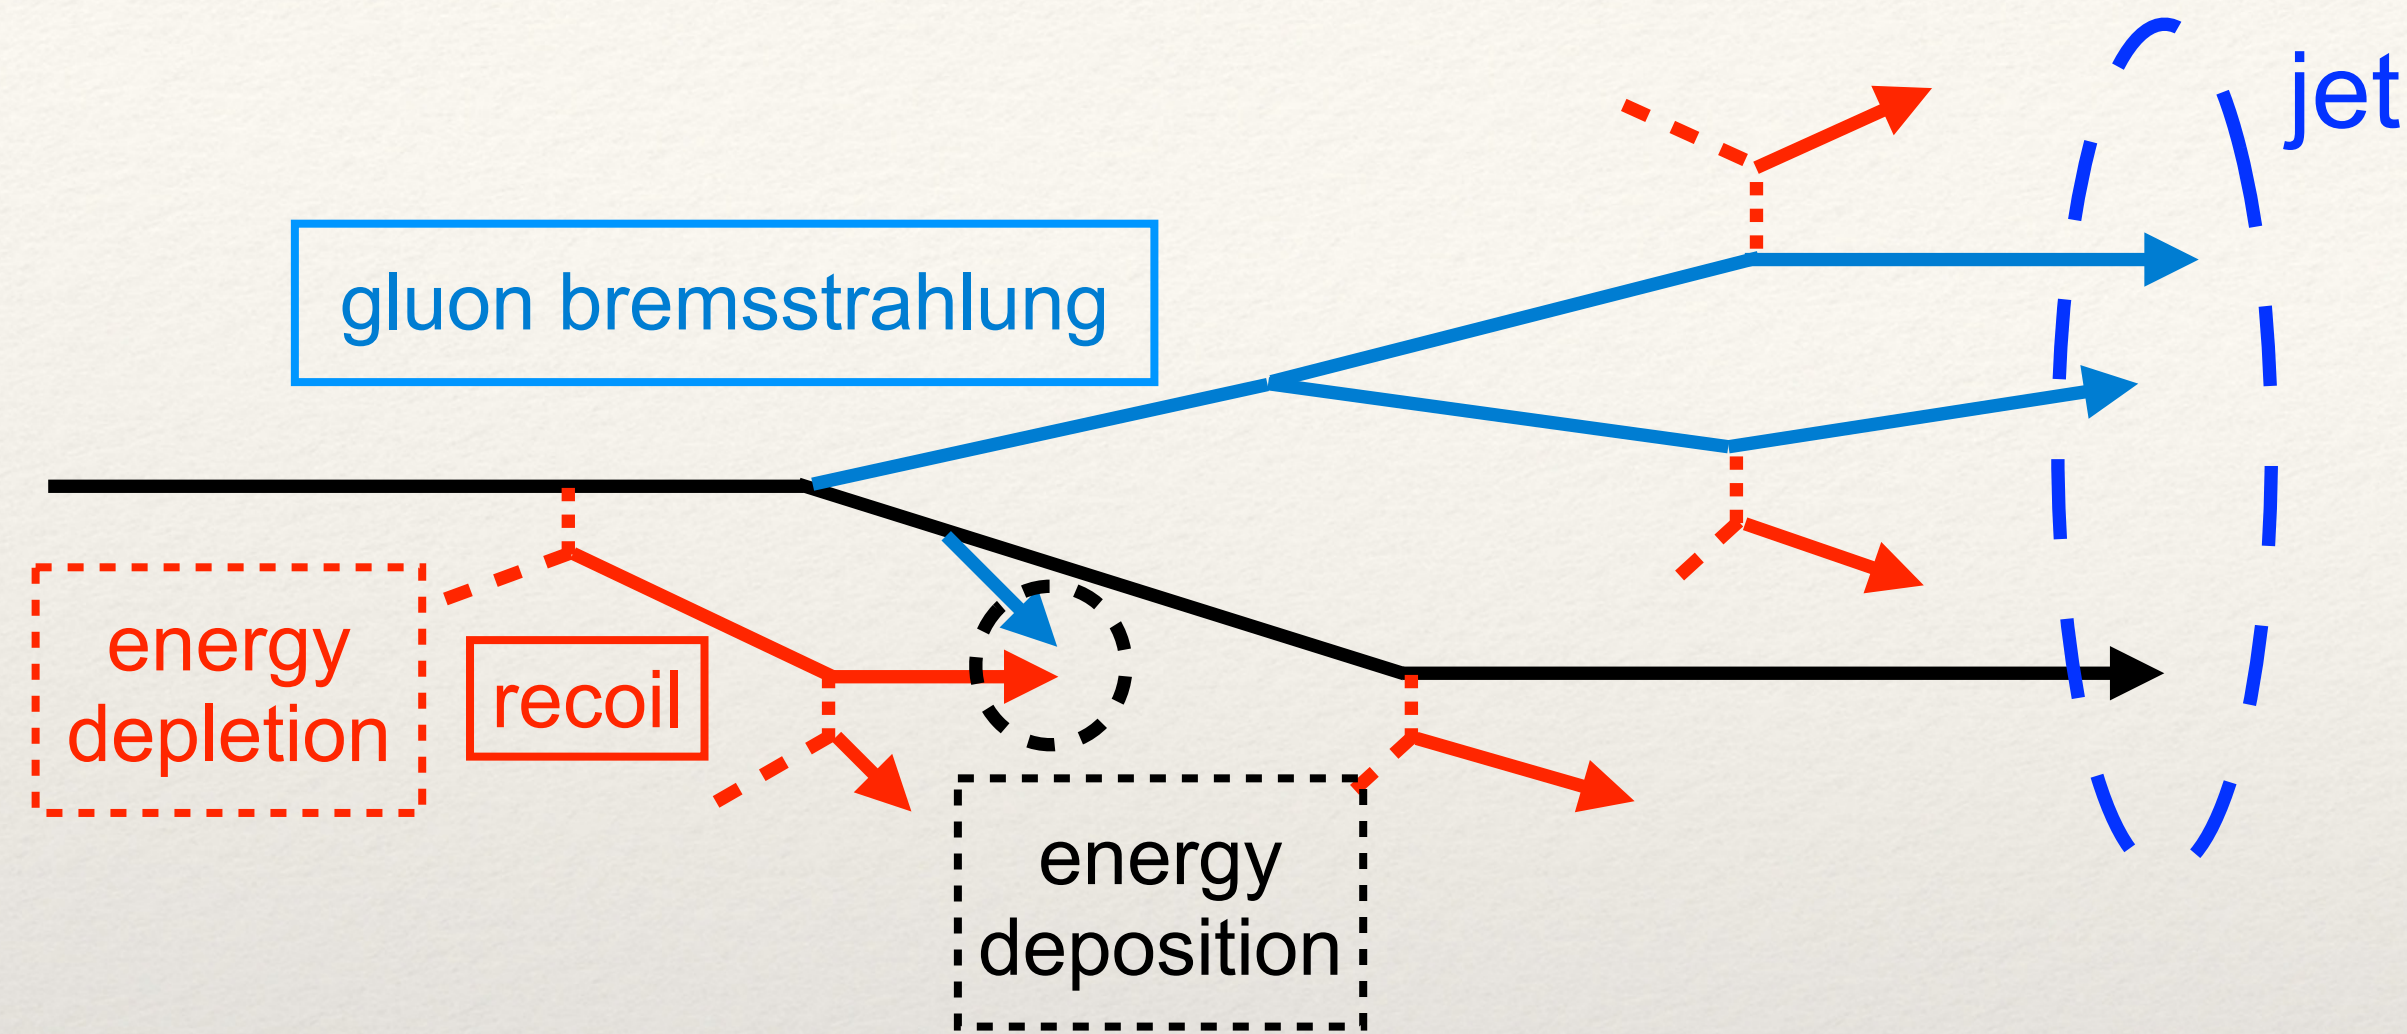 jet
gluon bremsstrahlung
energy
depletion
recoil
energy
deposition